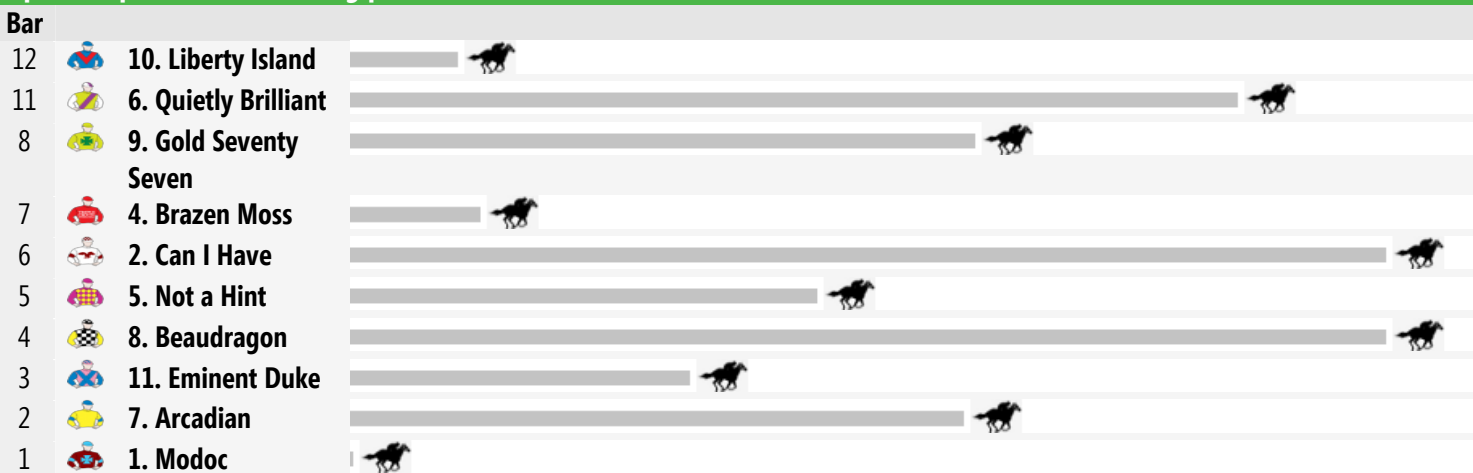 Bar
12 10. Liberty Island
11 6. Quietly Brilliant
8 9. Gold Seventy
Seven
7 4. Brazen Moss
6 2. Can I Have
5 5. Not a Hint
4 8. Beaudragon
3 11. Eminent Duke
2 7. Arcadian
1 1. Modoc